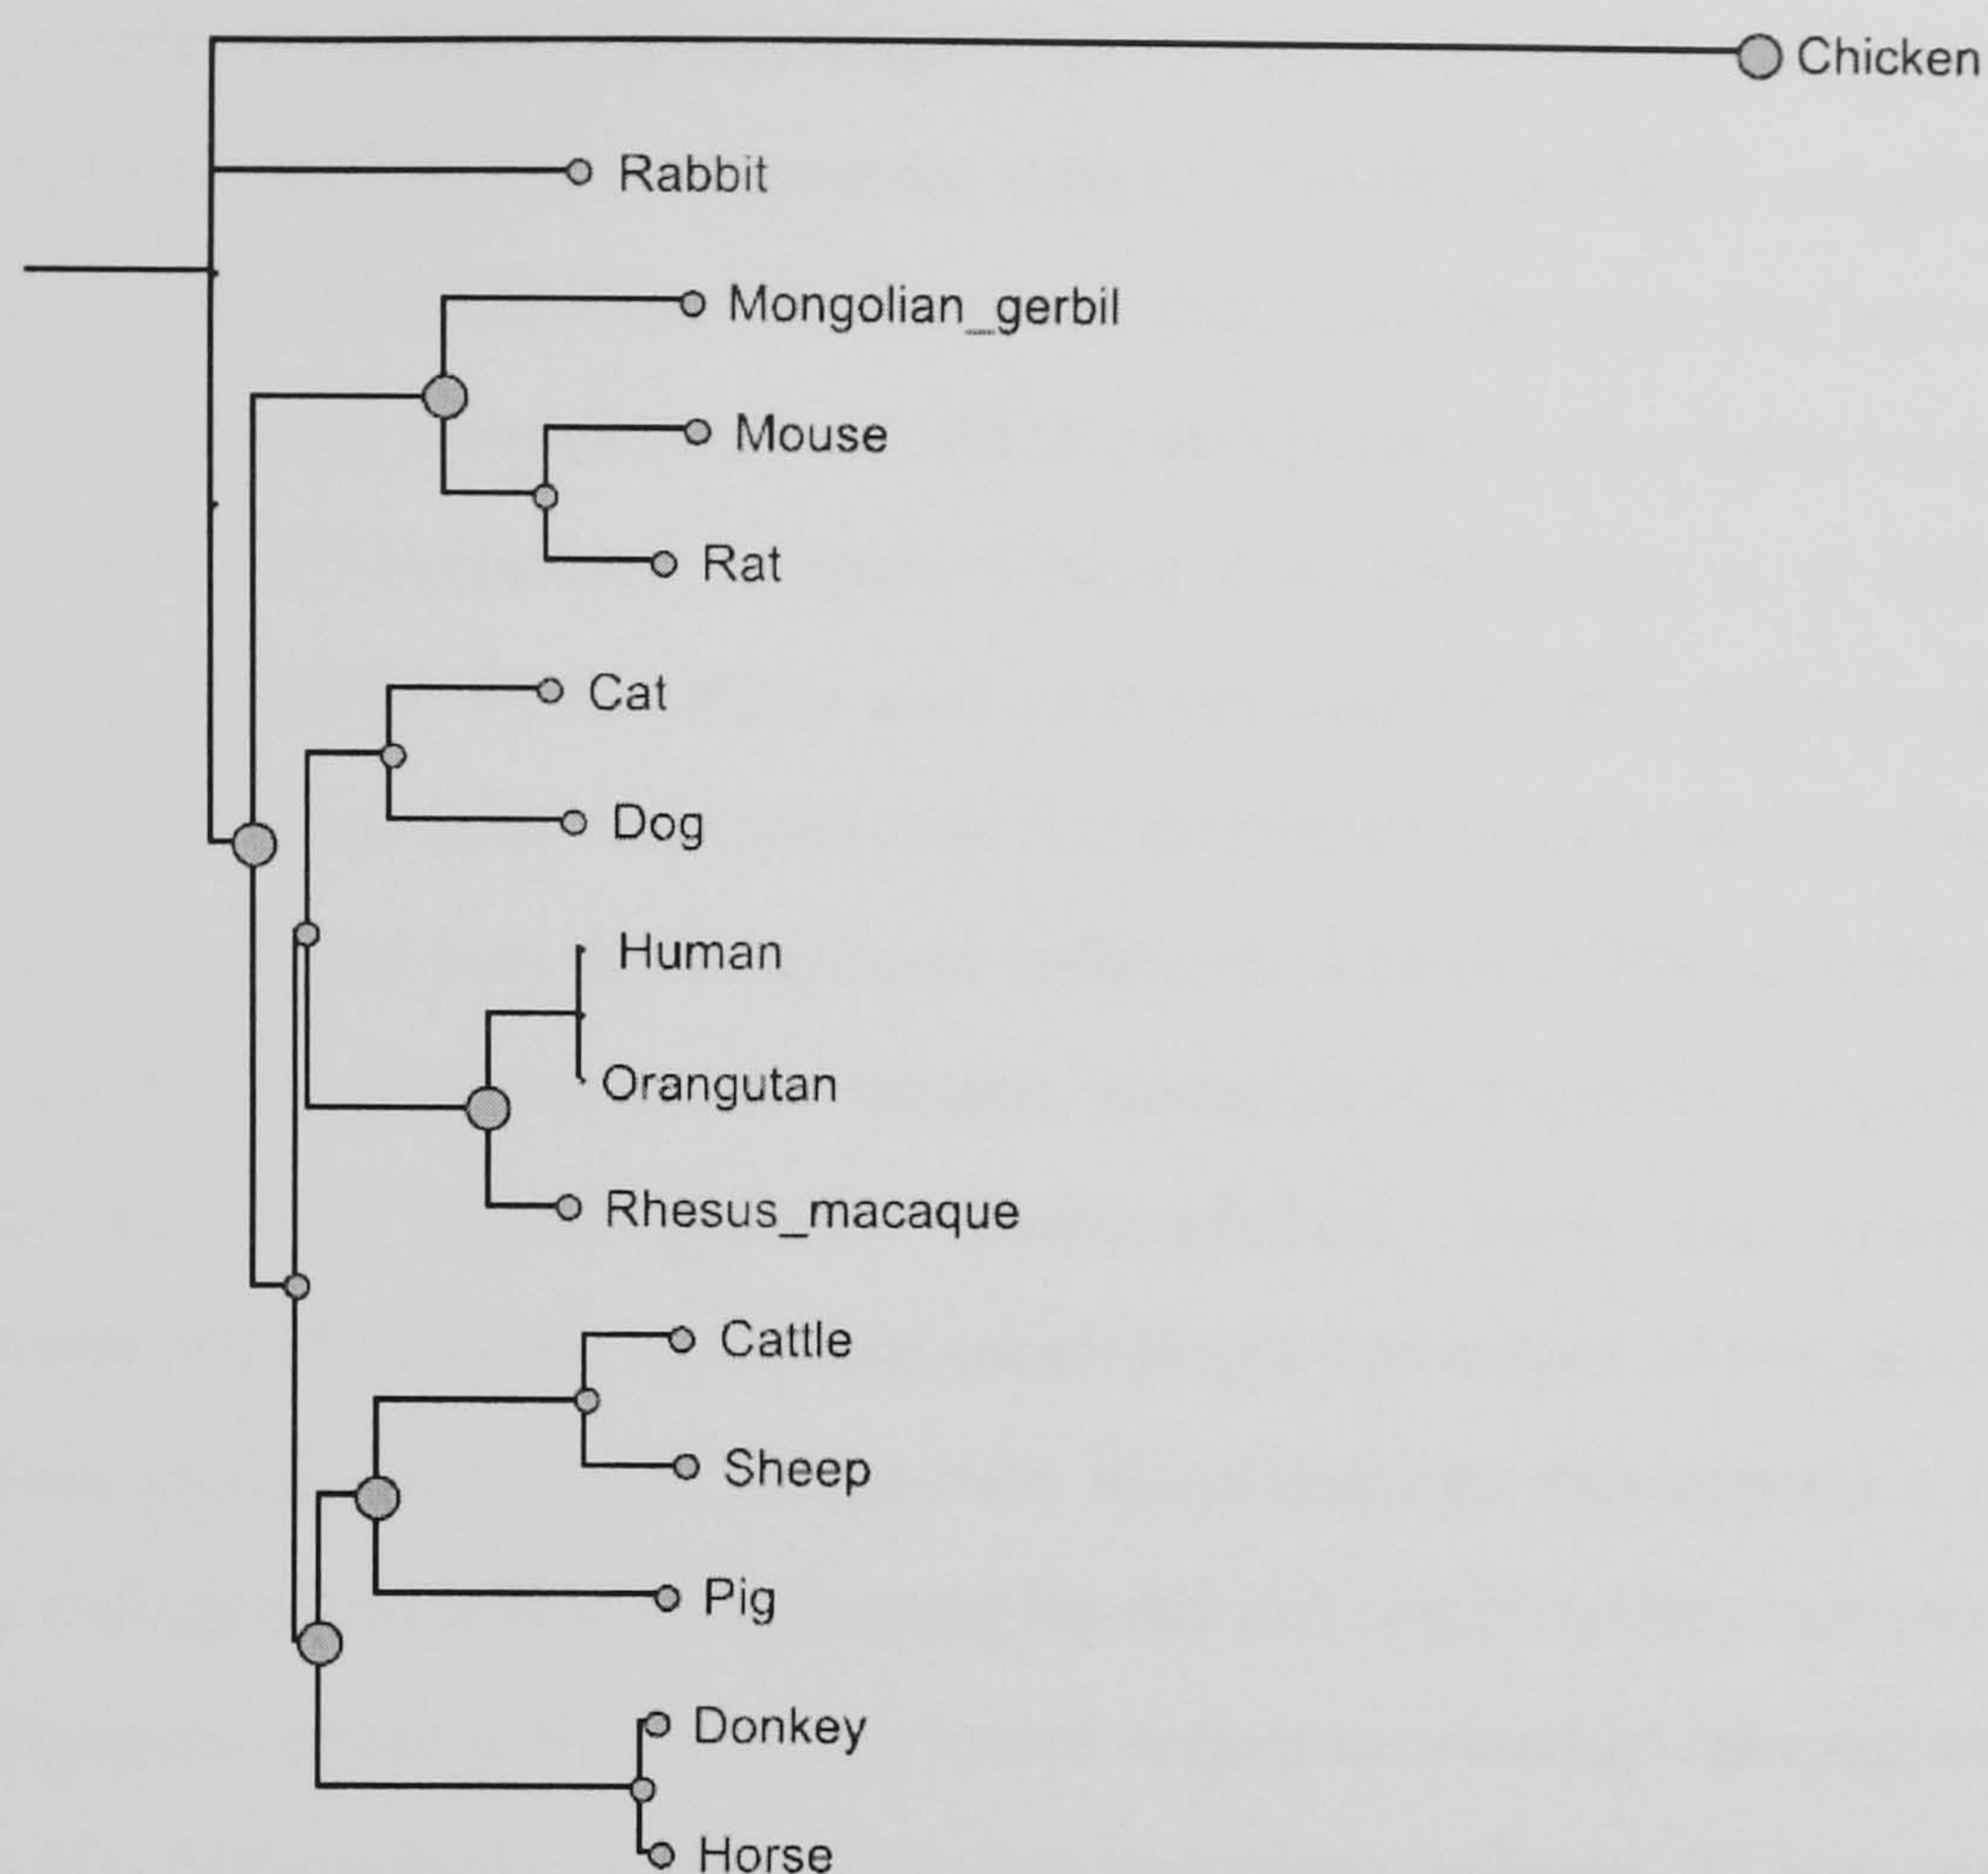 Chicken
Rabbit
Mongolian_gerbil
Mouse
Rat
Cat
Dog
Human
Orangutan
Rhesus_macaque
Cattle
Sheep
Pig
Donkey
Horse